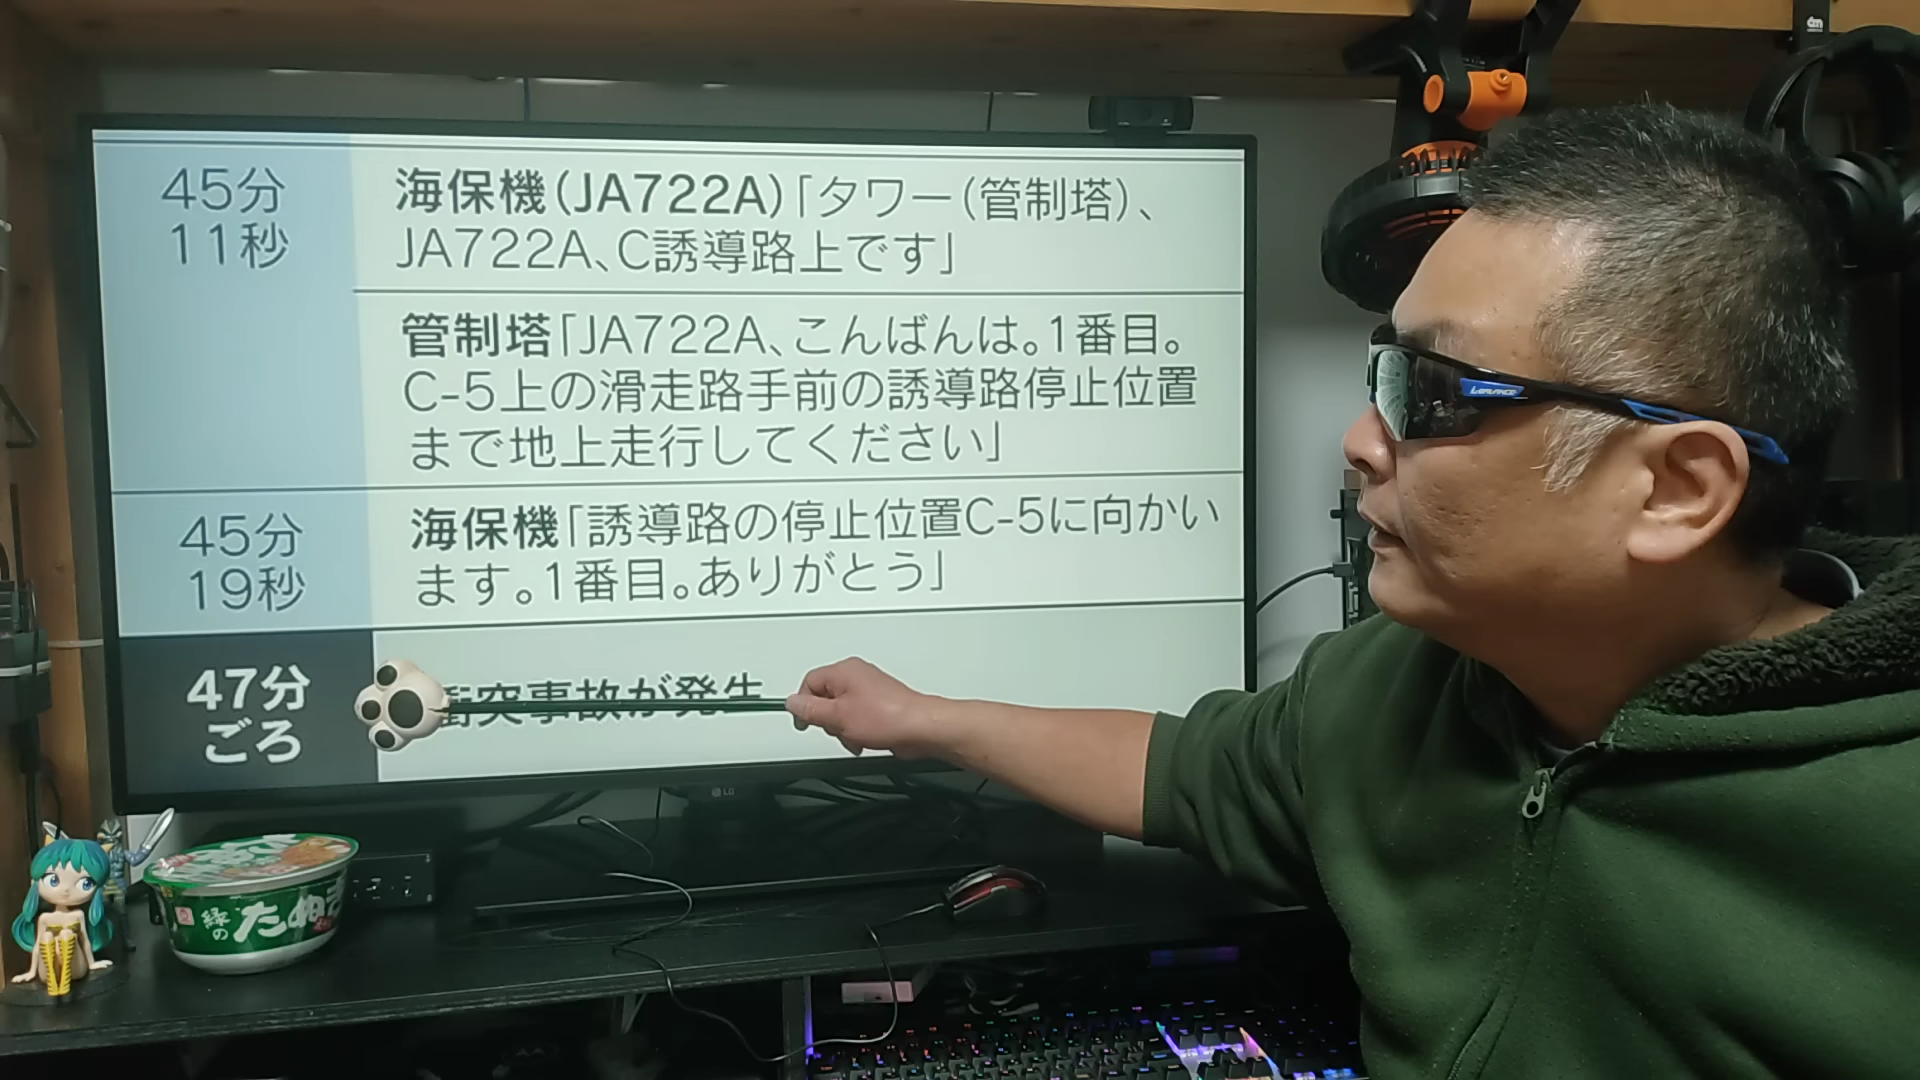 45分
11秒
海保機(JA722A)「タワー(管制塔)、
JA722A、C誘導路上です」
管制塔「JA722A、こんばんは。1番目。
C-5上の滑走路手前の誘導路停止位置
まで地上走行してください」
45分
19秒
海保機「誘導路の停止位置C-5に向かい
ます。1番目。ありがとう」
47分
ごろ
衝突事故が発生
LG
緑の
たぬき